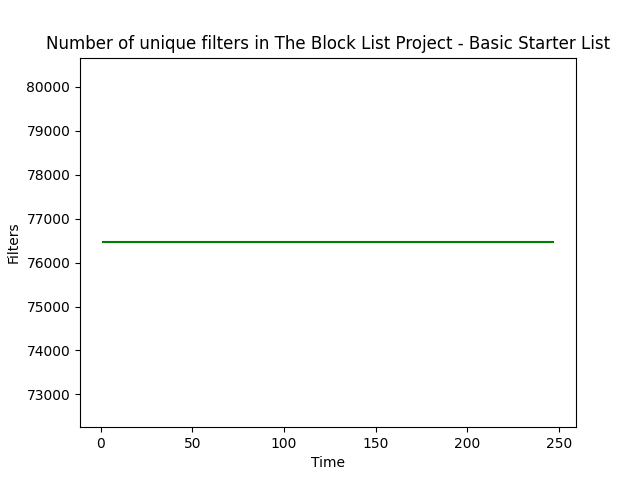 Number of unique filters in The Block List Project - Basic Starter List
80000
79000
78000
77000
76000
75000
74000
73000
Filters
0 50 100 150 200 250
Time